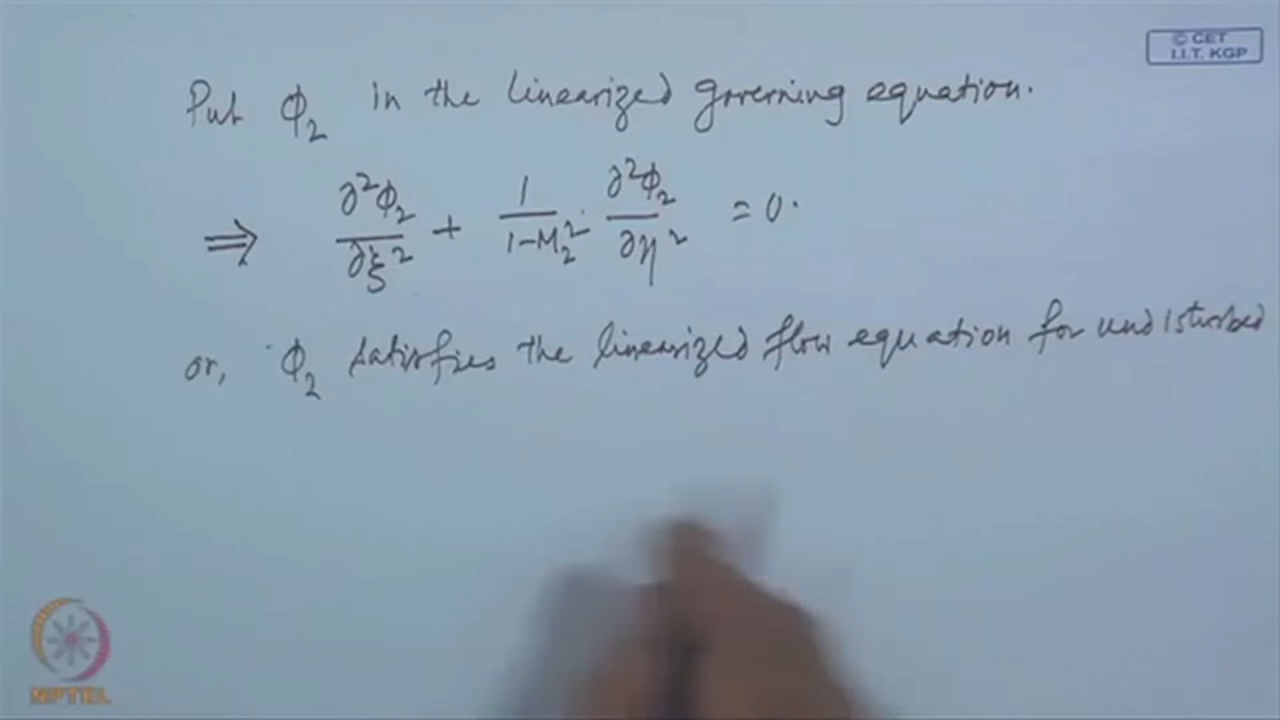 © CET
I.I.T. KGP
Put ϕ₂ in the linearized governing equation.
⇒ ∂²ϕ₂/∂ξ² + 1/(1-M₂²) · ∂²ϕ₂/∂η² = 0.
or, ϕ₂ satisfies the linearized flow equation for undisturbed
NPTEL